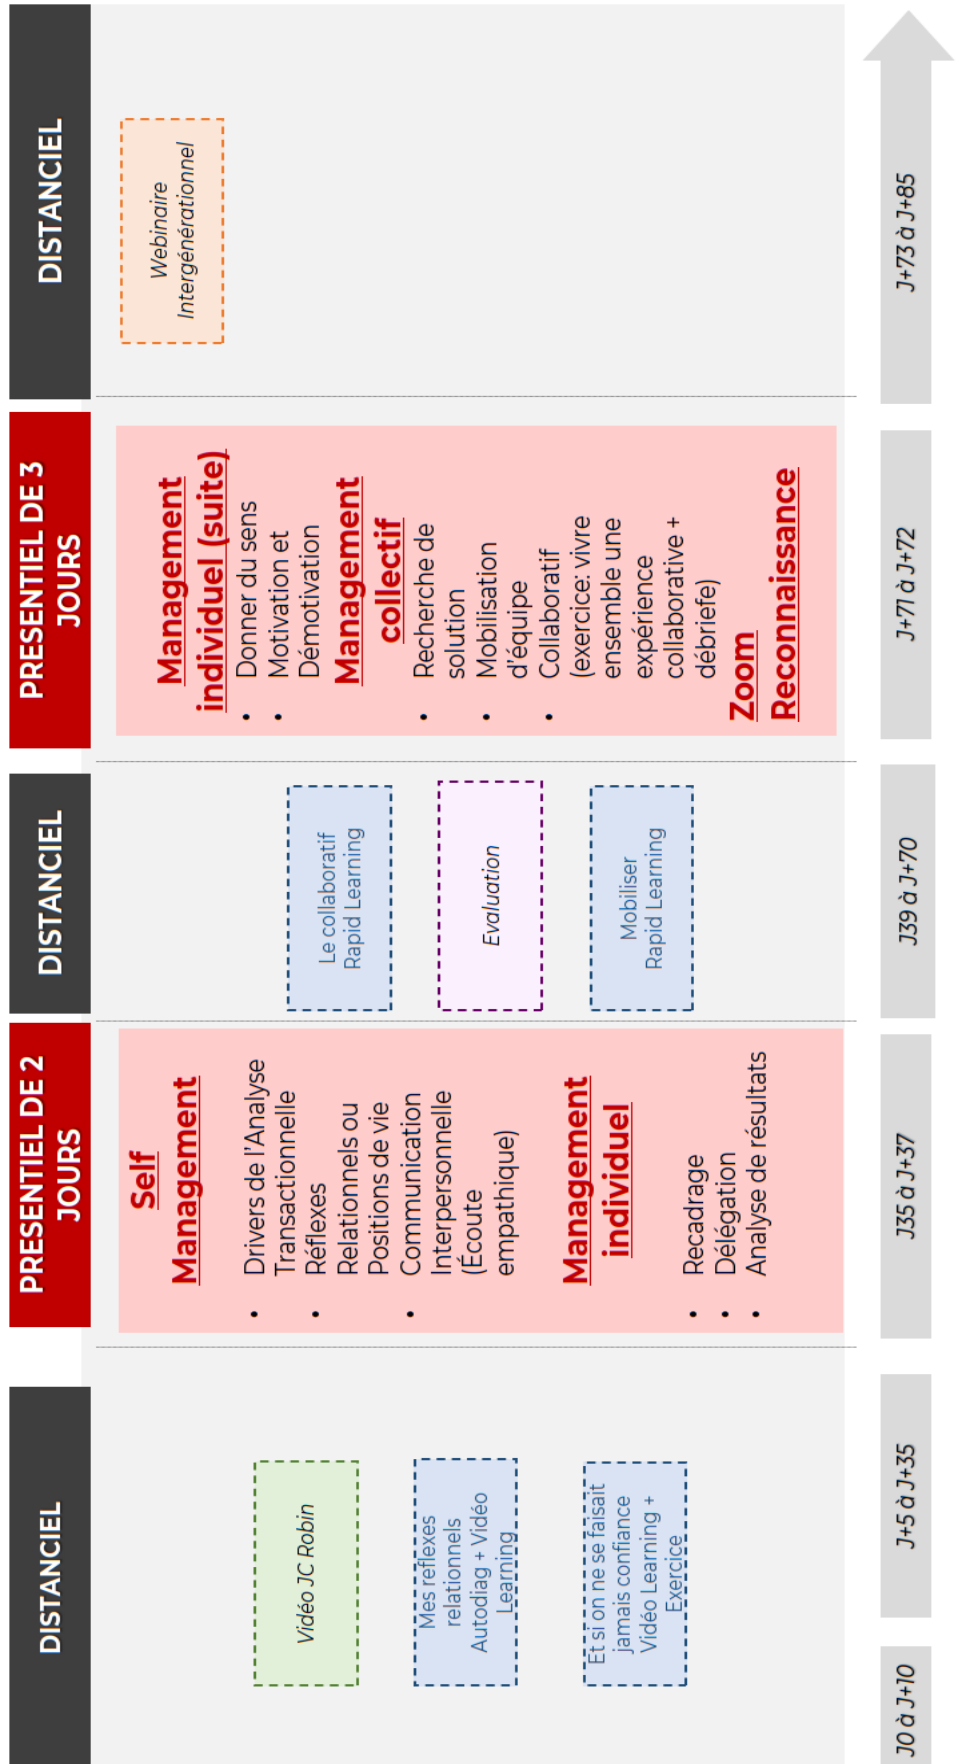 DISTANCIEL
PRESENTIEL DE 2
JOURS
DISTANCIEL
PRESENTIEL DE 3
JOURS
DISTANCIEL
Vidéo JC Robin
Mes reflexes
relationnels
Autodiag + Vidéo
Learning
Et si on ne se faisait
jamais confiance
Vidéo Learning +
Exercice
Self
Management
• Drivers de l'Analyse
Transactionnelle
• Réflexes
Relationnels ou
Positions de vie
• Communication
Interpersonnelle
(Écoute
empathique)
Management
individuel
• Recadrage
• Délégation
• Analyse de résultats
Le collaboratif
Rapid Learning
Evaluation
Mobiliser
Rapid Learning
Management
individuel (suite)
• Donner du sens
• Motivation et
Démotivation
Management
collectif
• Recherche de
solution
• Mobilisation
d'équipe
• Collaboratif
(exercice: vivre
ensemble une
expérience
collaborative +
débriefe)
Zoom
Reconnaissance
Webinaire
Intergénérationnel
J0 à J+10
J+5 à J+35
J35 à J+37
J39 à J+70
J+71 à J+72
J+73 à J+85